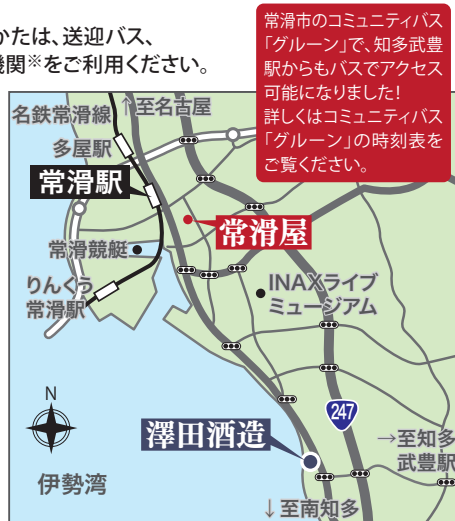 かたは、送迎バス、
機関※をご利用ください。
常滑市のコミュニティバス
「グルーン」で、知多武豊
駅からもバスでアクセス
可能になりました!
詳しくはコミュニティバス
「グルーン」の時刻表を
ご覧ください。
名鉄常滑線
↑至名古屋
多屋駅
常滑駅
常滑屋
常滑競艇
りんくう
常滑駅
INAXライブ
ミュージアム
N
247
澤田酒造
→至知多
武豊駅
伊勢湾
↓至南知多